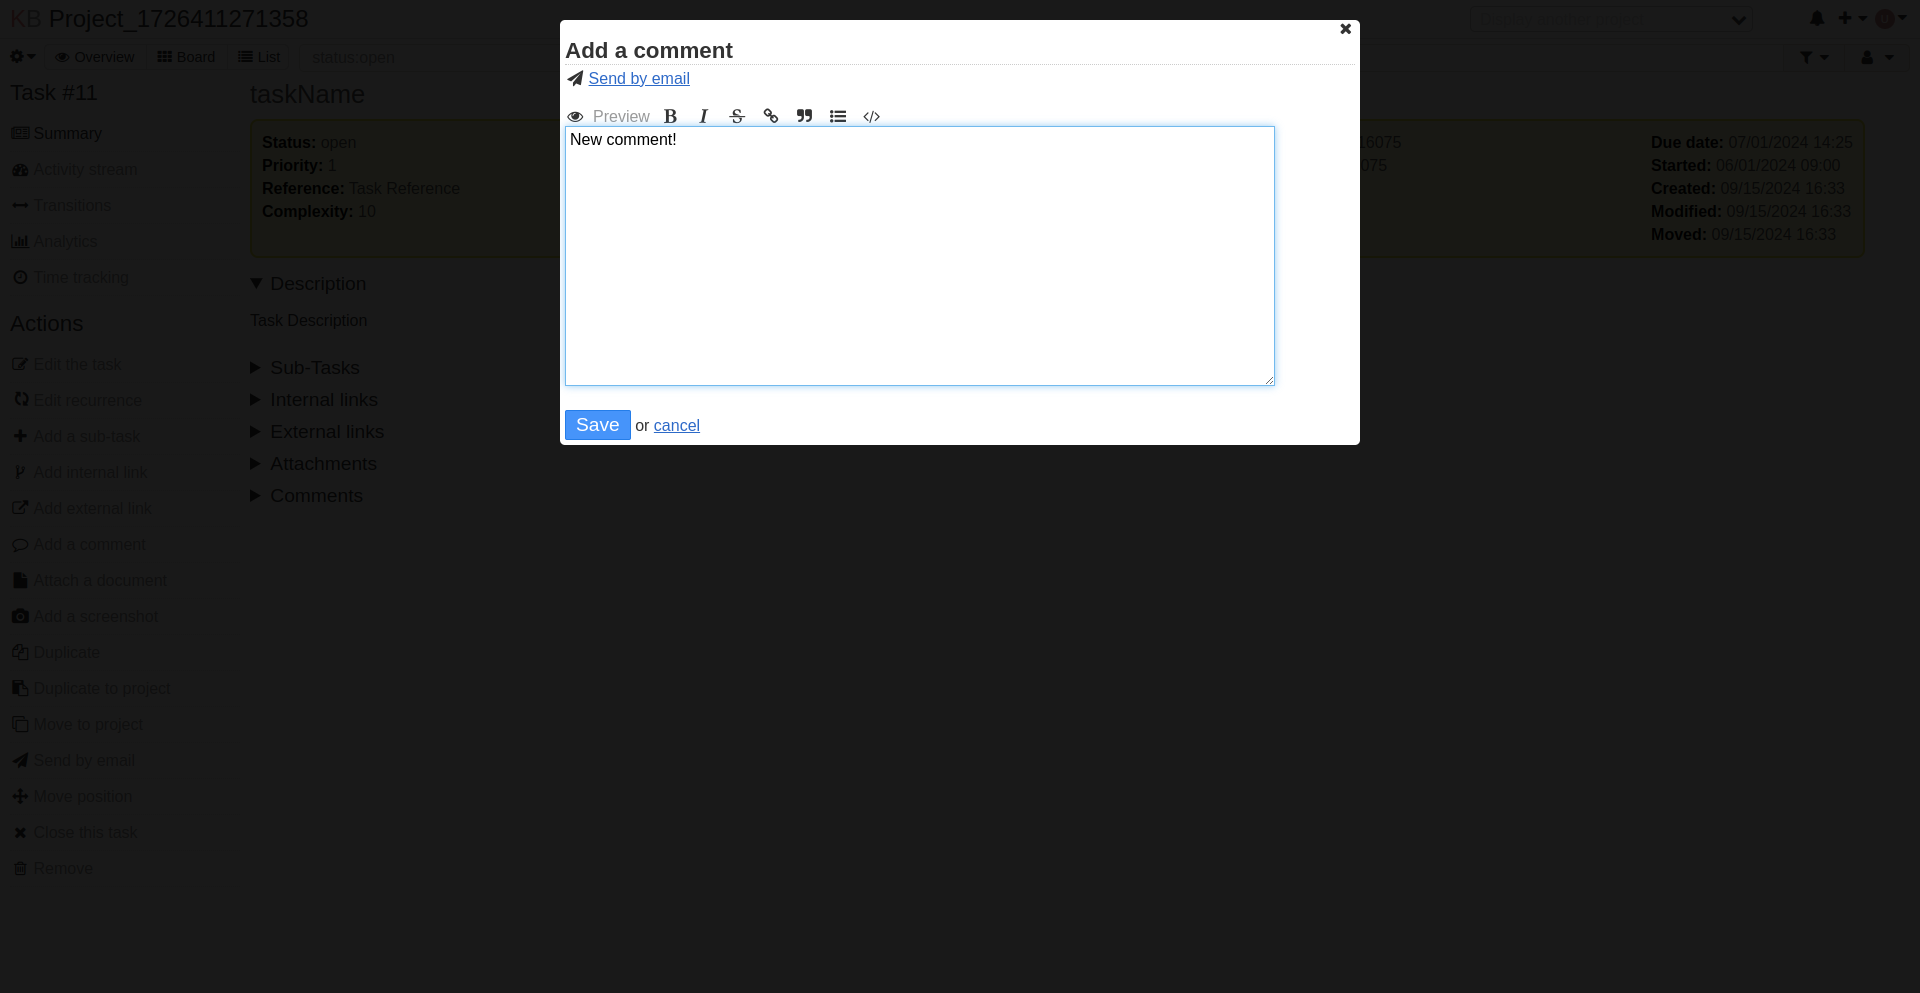 KB Project_1726411271358
Overview
Board
List
status:open
Task #11
Summary
Activity stream
Transitions
Analytics
Time tracking
Actions
Edit the task
Edit recurrence
Add a sub-task
Add internal link
Add external link
Add a comment
Attach a document
Add a screenshot
Duplicate
Duplicate to project
Move to project
Send by email
Move position
Close this task
Remove
taskName
Status: open
Priority: 1
Reference: Task Reference
Complexity: 10
16075
075
Due date: 07/01/2024 14:25
Started: 06/01/2024 09:00
Created: 09/15/2024 16:33
Modified: 09/15/2024 16:33
Moved: 09/15/2024 16:33
Description
Task Description
Sub-Tasks
Internal links
External links
Attachments
Comments
Add a comment
Send by email
Preview
New comment!
Save or cancel